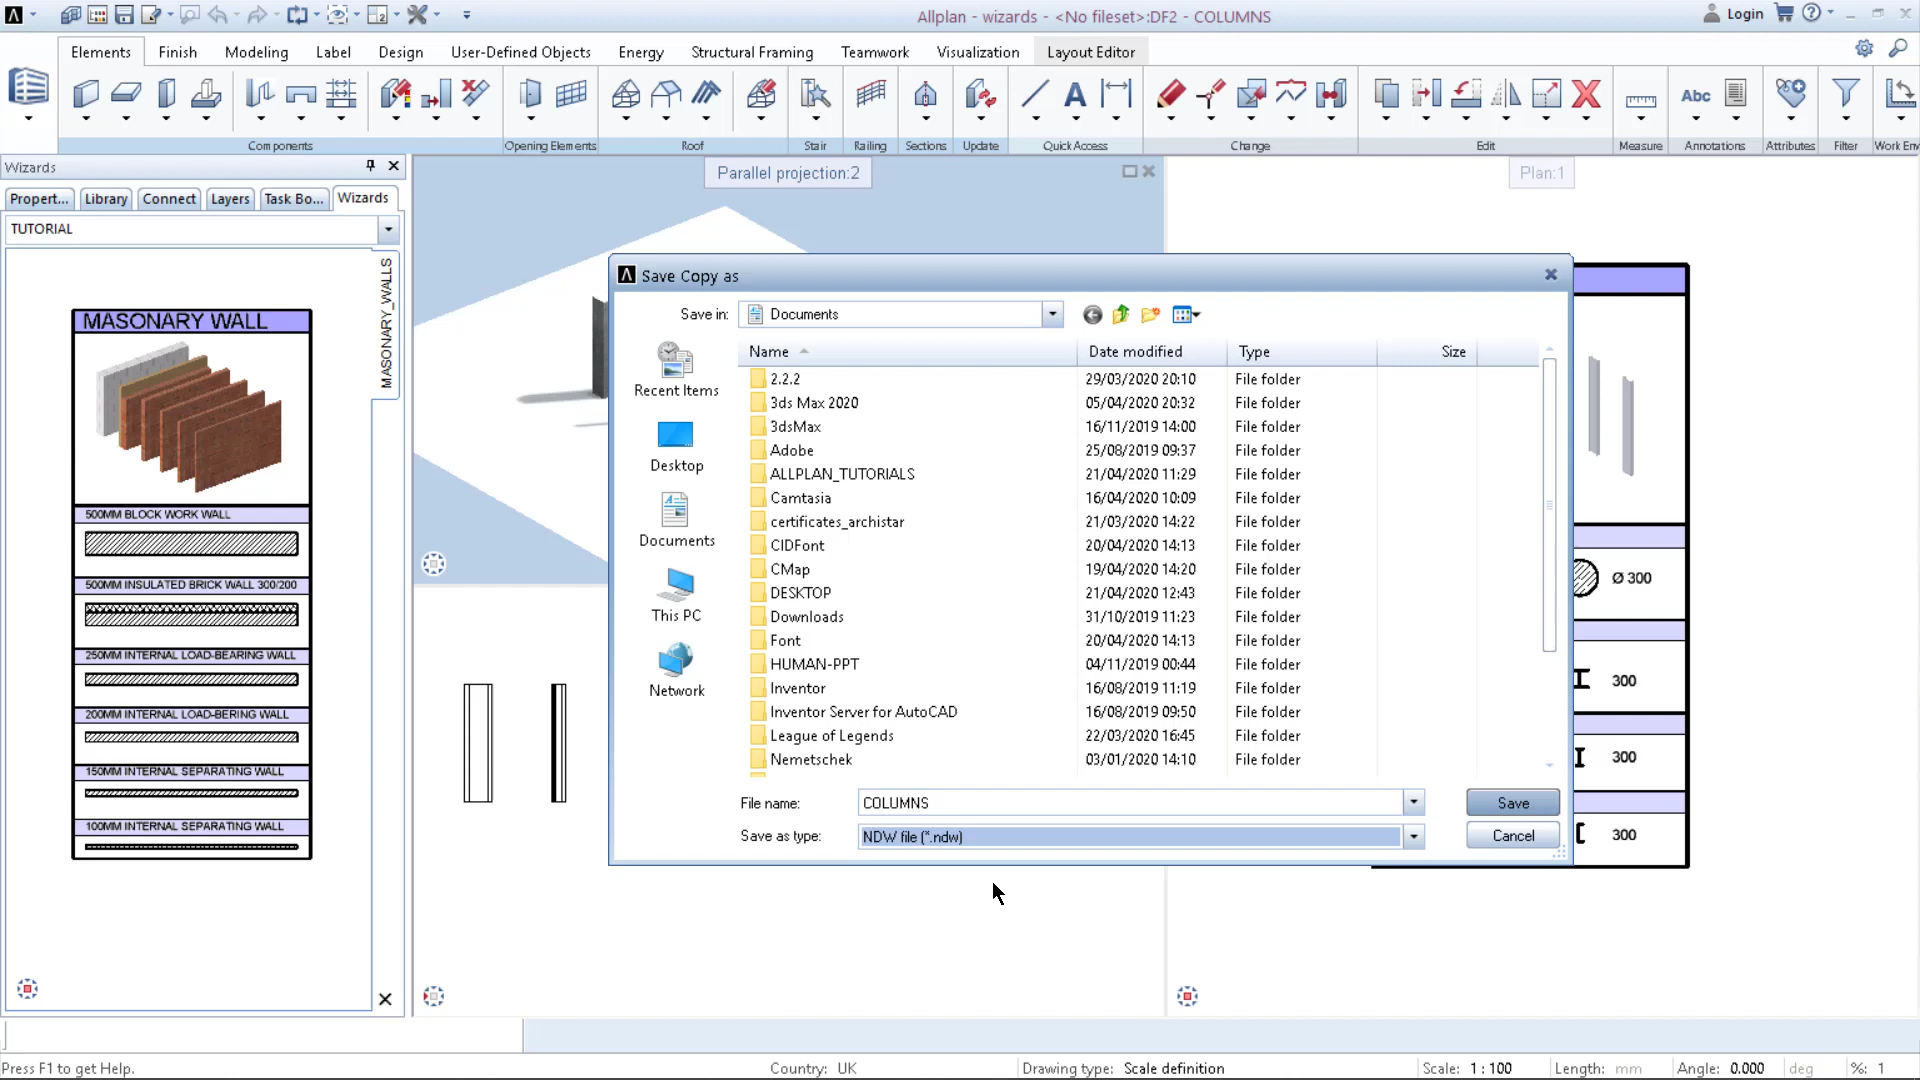 Allplan - wizards - <No fileset>:DF2 - COLUMNS
Login
Elements Finish Modeling Label Design User-Defined Objects Energy Structural Framing Teamwork Visualization Layout Editor
A Abc
Components Opening Elements Roof Stair Railing Sections Update Quick Access Change Edit Measure Annotations Attributes Filter Work Env
Wizards
Propert... Library Connect Layers Task Bo... Wizards
TUTORIAL
MASONARY_WALLS
MASONARY WALL
500MM BLOCK WORK WALL
500MM INSULATED BRICK WALL 300/200
250MM INTERNAL LOAD-BEARING WALL
200MM INTERNAL LOAD-BERING WALL
150MM INTERNAL SEPARATING WALL
100MM INTERNAL SEPARATING WALL
Parallel projection:2
Plan:1
Save Copy as
Save in: Documents
Recent Items
Desktop
Documents
This PC
Network
Name Date modified Type Size
2.2.2 29/03/2020 20:10 File folder
3ds Max 2020 05/04/2020 20:32 File folder
3dsMax 16/11/2019 14:00 File folder
Adobe 25/08/2019 09:37 File folder
ALLPLAN_TUTORIALS 21/04/2020 11:29 File folder
Camtasia 16/04/2020 10:09 File folder
certificates_archistar 21/03/2020 14:22 File folder
CIDFont 20/04/2020 14:13 File folder
CMap 19/04/2020 14:20 File folder
DESKTOP 21/04/2020 12:43 File folder
Downloads 31/10/2019 11:23 File folder
Font 20/04/2020 14:13 File folder
HUMAN-PPT 04/11/2019 00:44 File folder
Inventor 16/08/2019 11:19 File folder
Inventor Server for AutoCAD 16/08/2019 09:50 File folder
League of Legends 22/03/2020 16:45 File folder
Nemetschek 03/01/2020 14:10 File folder
File name: COLUMNS Save
Save as type: NDW file (*.ndw) Cancel
Ø 300
300
300
300
Press F1 to get Help. Country: UK Drawing type: Scale definition Scale: 1 : 100 Length: mm Angle: 0.000 deg %: 1